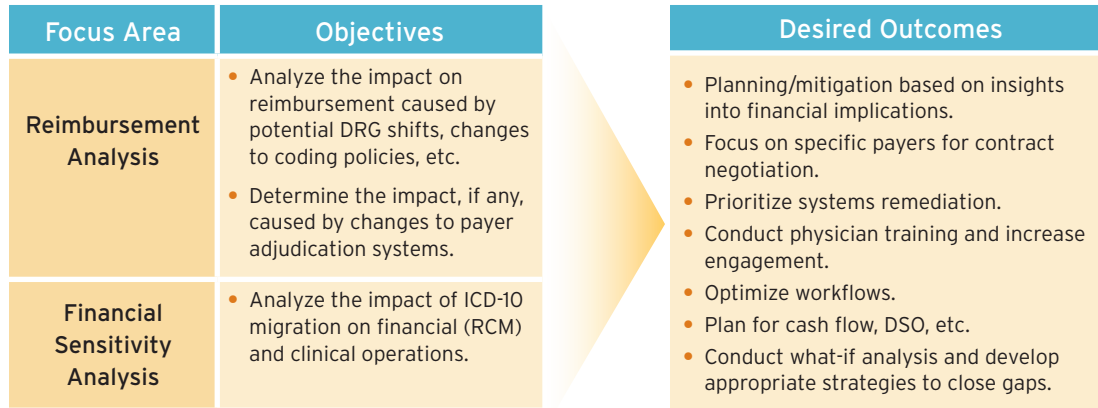 Focus Area
Objectives
Reimbursement
Analysis
• Analyze the impact on
reimbursement caused by
potential DRG shifts, changes
to coding policies, etc.
• Determine the impact, if any,
caused by changes to payer
adjudication systems.
Financial
Sensitivity
Analysis
• Analyze the impact of ICD-10
migration on financial (RCM)
and clinical operations.
Desired Outcomes
• Planning/mitigation based on insights
into financial implications.
• Focus on specific payers for contract
negotiation.
• Prioritize systems remediation.
• Conduct physician training and increase
engagement.
• Optimize workflows.
• Plan for cash flow, DSO, etc.
• Conduct what-if analysis and develop
appropriate strategies to close gaps.